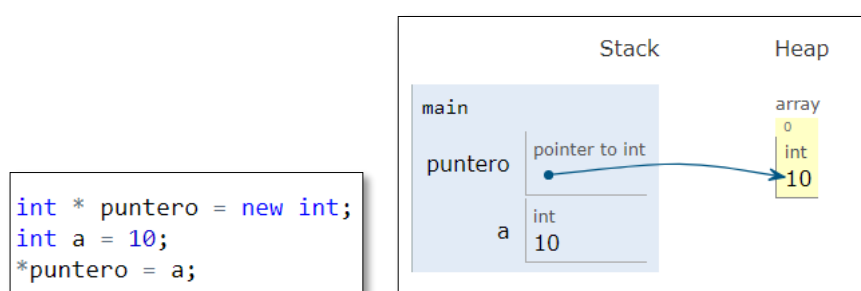 int * puntero = new int;
int a = 10;
*puntero = a;
Stack Heap
main
array
0
puntero
pointer to int
int
10
a
int
10